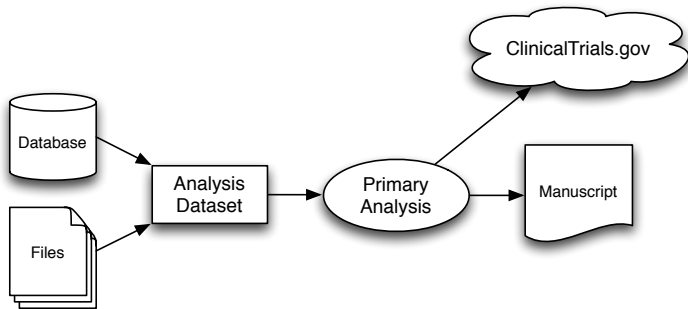 ClinicalTrials.gov
Database
Analysis
Dataset
Primary
Analysis
Manuscript
Files